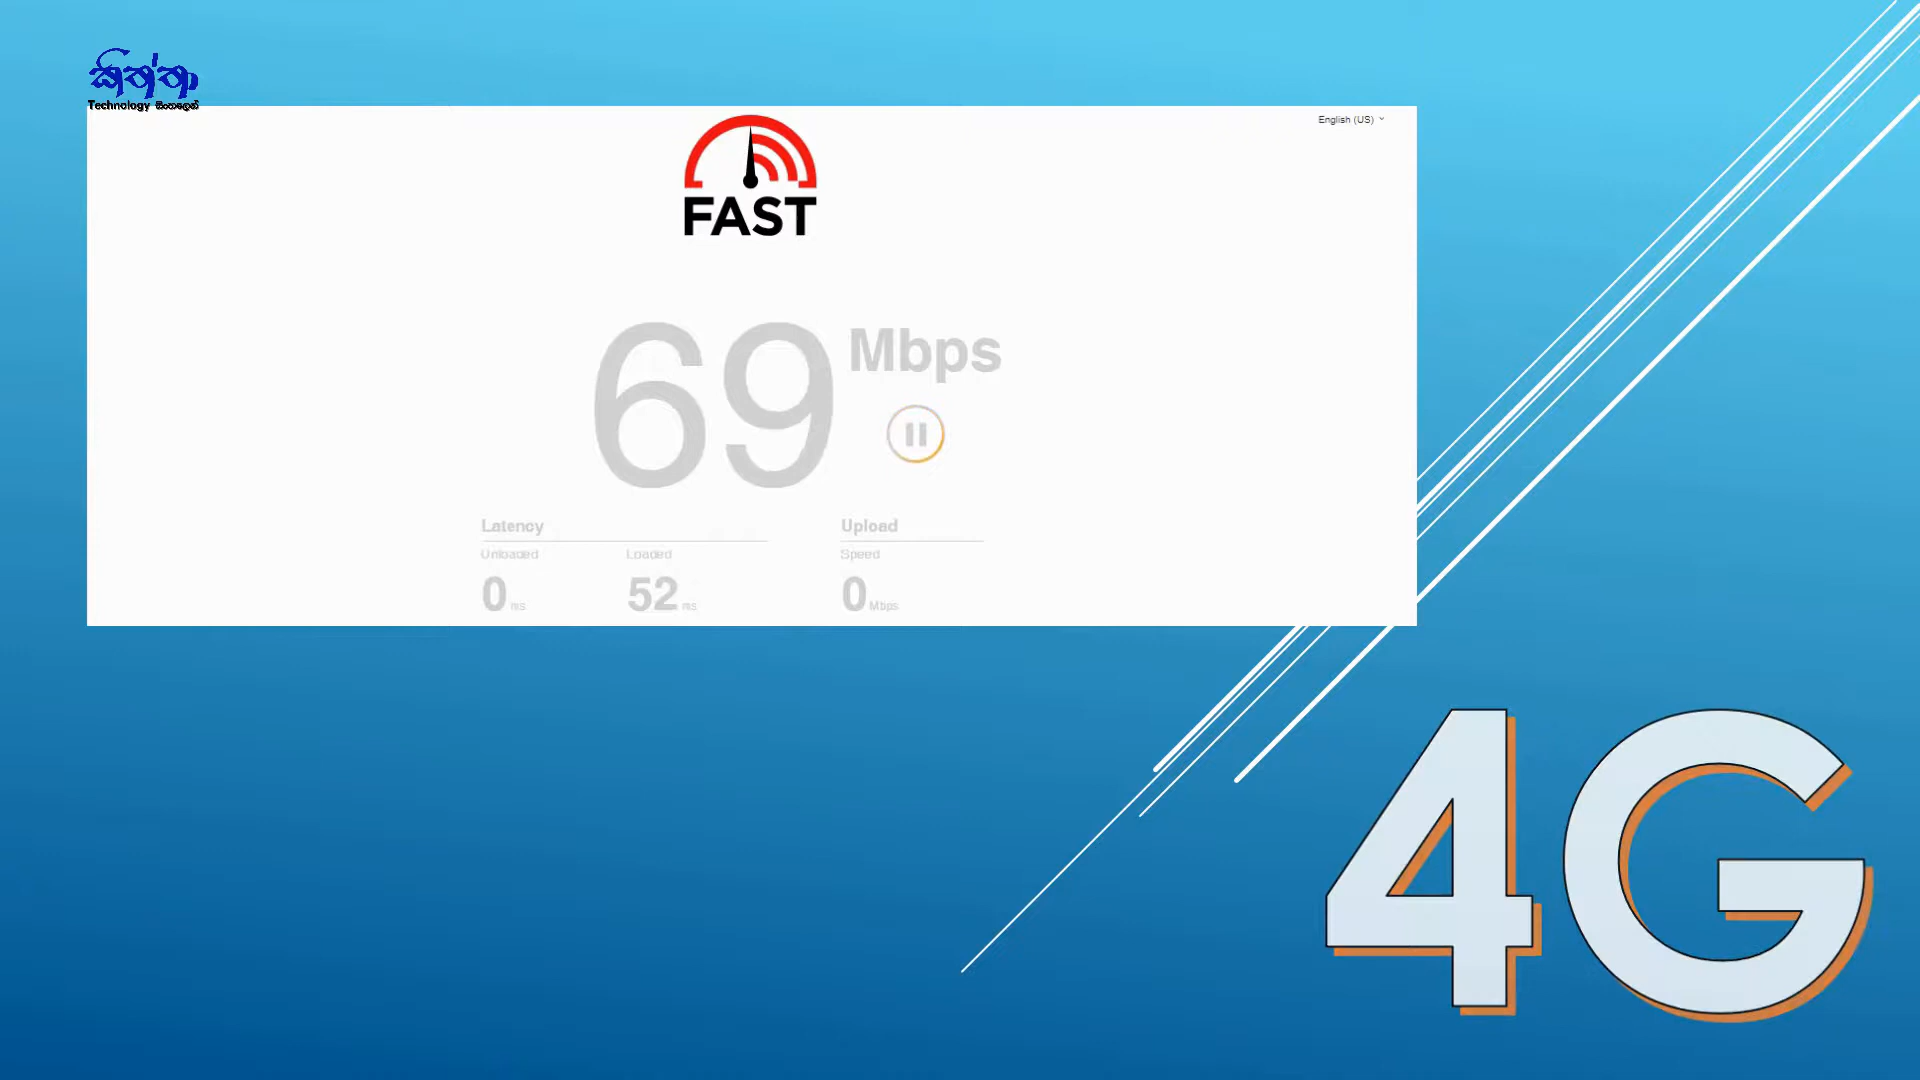 Technology
English (US)
FAST
69 Mbps
Latency
Upload
Unloaded
Loaded
Speed
0 ms
52 ms
0 Mbps
4G